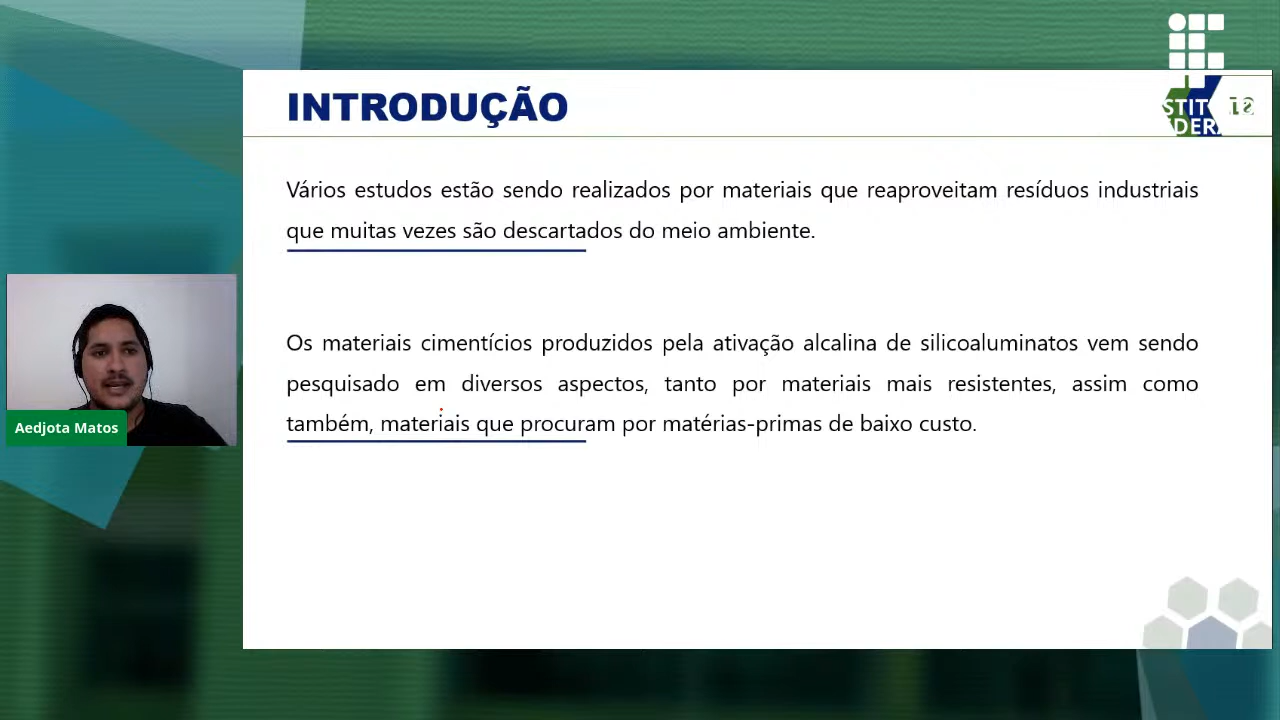 INTRODUÇÃO
Vários estudos estão sendo realizados por materiais que reaproveitam resíduos industriais
que muitas vezes são descartados do meio ambiente.
Os materiais cimentícios produzidos pela ativação alcalina de silicoaluminatos vem sendo
pesquisado em diversos aspectos, tanto por materiais mais resistentes, assim como
também, materiais que procuram por matérias-primas de baixo custo.
Aedjota Matos